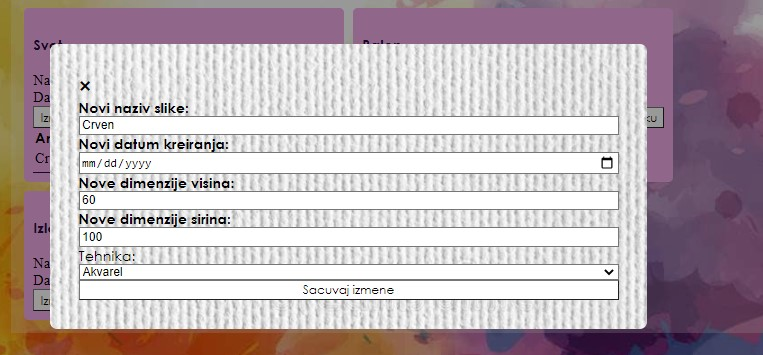 ×
Novi naziv slike:
Crven
Novi datum kreiranja:
mm/dd/yyyy
Nove dimenzije visina:
60
Nove dimenzije sirina:
100
Tehnika:
Akvarel
Sacuvaj izmene